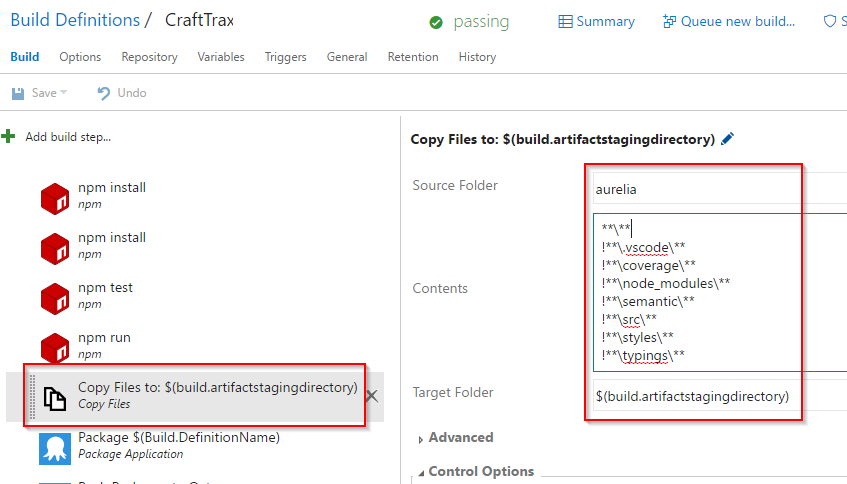 Build Definitions / CraftTrax
passing
Summary
Queue new build...
Build Options Repository Variables Triggers General Retention History
Save Undo
Add build step...
npm install
npm
npm install
npm
npm test
npm
npm run
npm
Copy Files to: $(build.artifactstagingdirectory)
Copy Files
Package $(Build.DefinitionName)
Package Application
Copy Files to: $(build.artifactstagingdirectory)
Source Folder
aurelia
Contents
**\**
!**\.vscode\**
!**\coverage\**
!**\node_modules\**
!**\semantic\**
!**\src\**
!**\styles\**
!**\typings\**
Target Folder
$(build.artifactstagingdirectory)
Advanced
Control Options